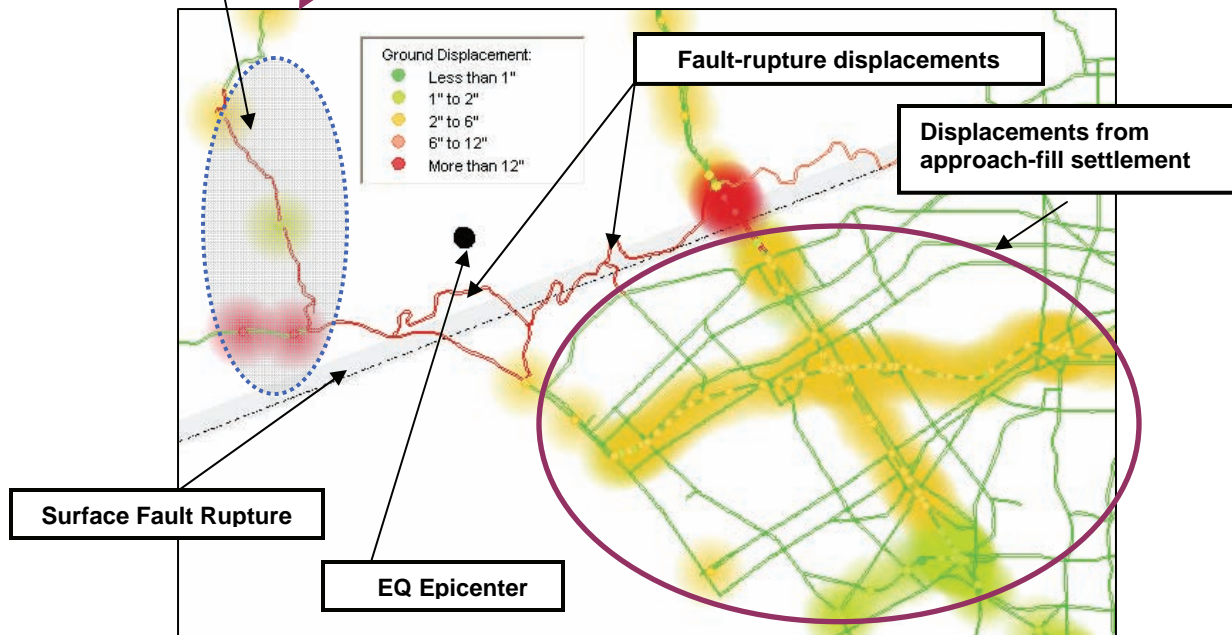 Ground Displacement:
Less than 1"
1" to 2"
2" to 6"
6" to 12"
More than 12"
Fault-rupture displacements
Displacements from
approach-fill settlement
Surface Fault Rupture
EQ Epicenter